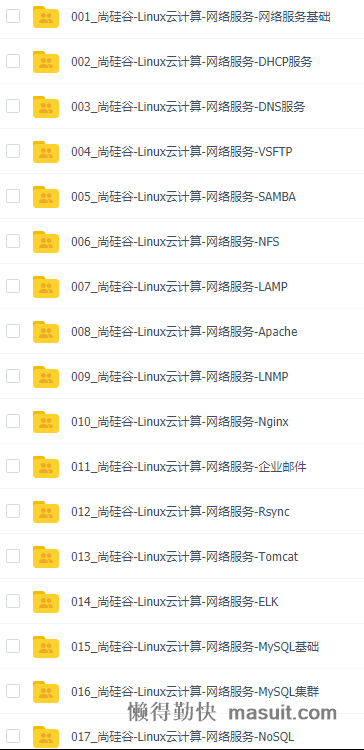 001_尚硅谷-Linux云计算-网络服务-网络服务基础
002_尚硅谷-Linux云计算-网络服务-DHCP服务
003_尚硅谷-Linux云计算-网络服务-DNS服务
004_尚硅谷-Linux云计算-网络服务-VSFTP
005_尚硅谷-Linux云计算-网络服务-SAMBA
006_尚硅谷-Linux云计算-网络服务-NFS
007_尚硅谷-Linux云计算-网络服务-LAMP
008_尚硅谷-Linux云计算-网络服务-Apache
009_尚硅谷-Linux云计算-网络服务-LNMP
010_尚硅谷-Linux云计算-网络服务-Nginx
011_尚硅谷-Linux云计算-网络服务-企业邮件
012_尚硅谷-Linux云计算-网络服务-Rsync
013_尚硅谷-Linux云计算-网络服务-Tomcat
014_尚硅谷-Linux云计算-网络服务-ELK
015_尚硅谷-Linux云计算-网络服务-MySQL基础
016_尚硅谷-Linux云计算-网络服务-MySQL集群
懒得勤快 masuit.com
017_尚硅谷-Linux云计算-网络服务-NoSQL